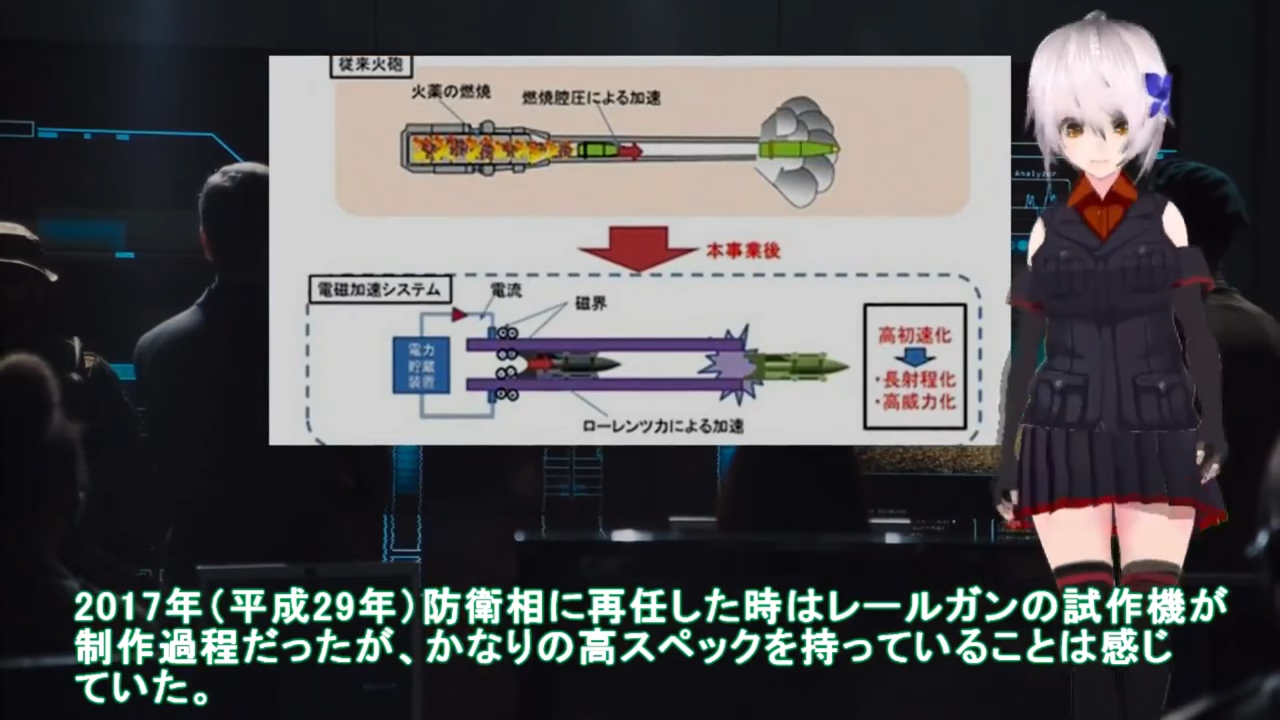 従来火砲
火薬の燃焼
燃焼腔圧による加速
本事業後
電磁加速システム
電流
磁界
電力
貯蔵
装置
高初速化
・長射程化
・高威力化
ローレンツ力による加速
Analyzer
2017年（平成29年）防衛相に再任した時はレールガンの試作機が
制作過程だったが、かなりの高スペックを持っていることは感じ
ていた。